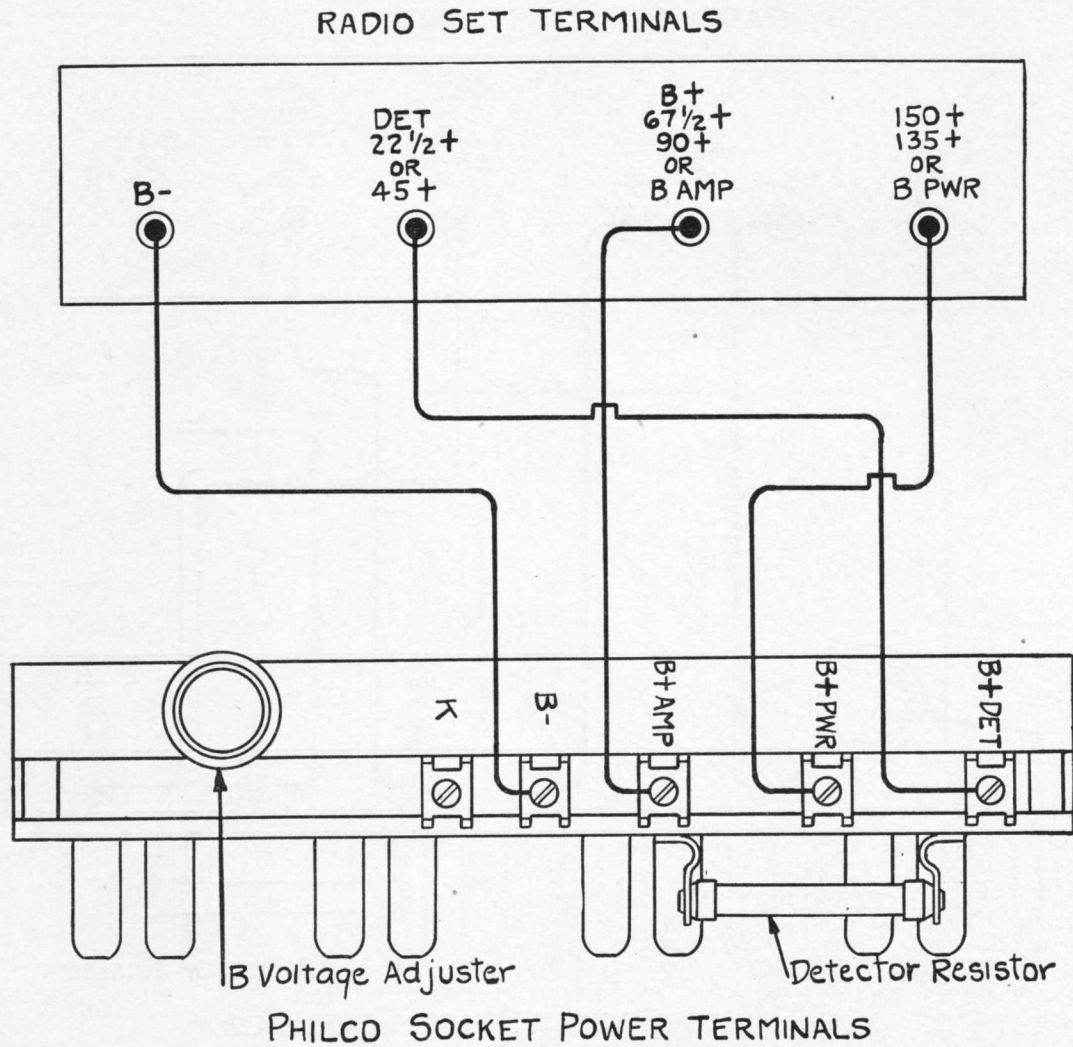 RADIO SET TERMINALS
B-
DET
22½+
OR
45+
B+
67½+
90+
OR
B AMP
150+
135+
OR
B PWR
K
B-
B+AMP
B+PWR
B+DET
B Voltage Adjuster
Detector Resistor
PHILCO SOCKET POWER TERMINALS